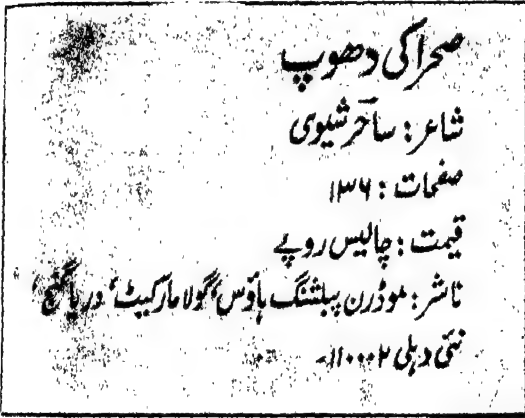 صحرا کی دھوپ
شاعر : ساحر شیوی
صفحات : ۱۳۶
قیمت : چالیس روپے
ناشر : موڈرن پبلشنگ ہاؤس، گولا مارکیٹ، دریا گنج،
نئی دہلی ۱۱۰۰۰۲۔